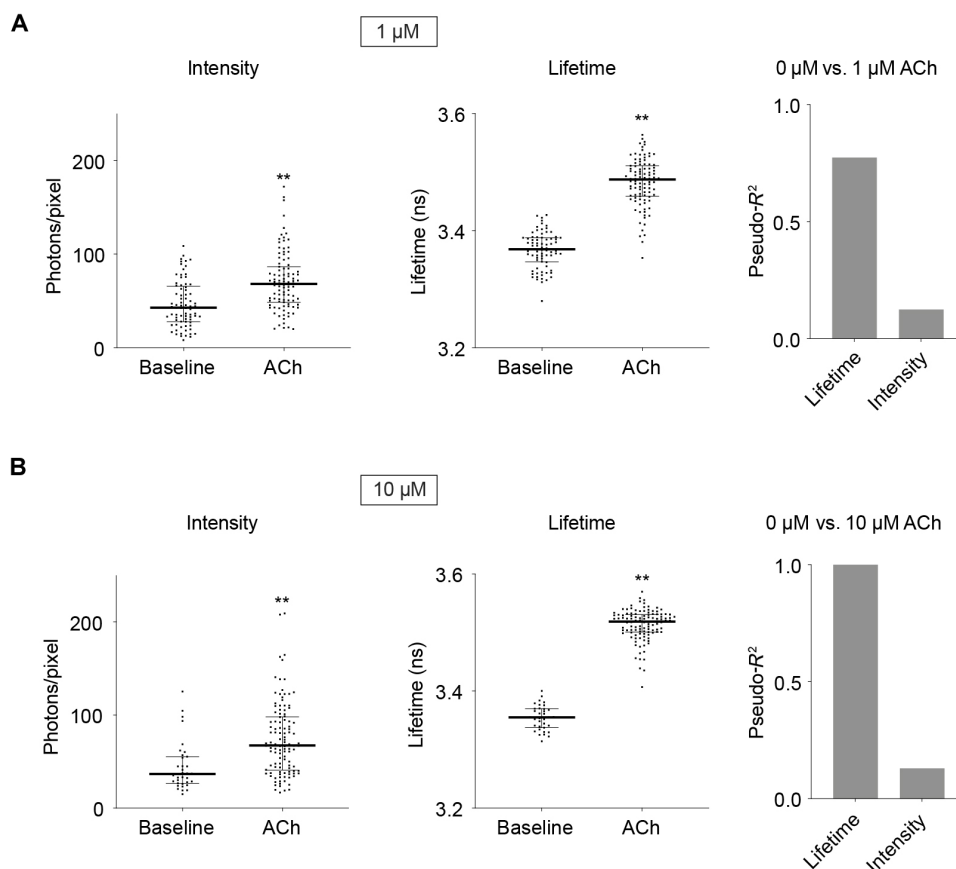 A
1 µM
Intensity
Lifetime
0 µM vs. 1 µM ACh
Photons/pixel
200
100
0
**
Baseline
ACh
Lifetime (ns)
3.6
3.4
3.2
**
Baseline
ACh
Pseudo-R²
1.0
0.5
0.0
Lifetime
Intensity
B
10 µM
Intensity
Lifetime
0 µM vs. 10 µM ACh
Photons/pixel
200
100
0
**
Baseline
ACh
Lifetime (ns)
3.6
3.4
3.2
**
Baseline
ACh
Pseudo-R²
1.0
0.5
0.0
Lifetime
Intensity